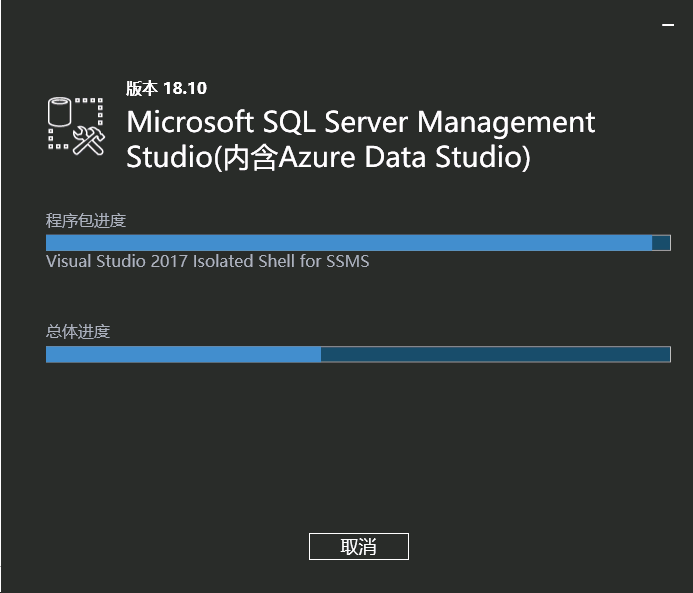 版本 18.10
Microsoft SQL Server Management
Studio(内含Azure Data Studio)
程序包进度
Visual Studio 2017 Isolated Shell for SSMS
总体进度
取消